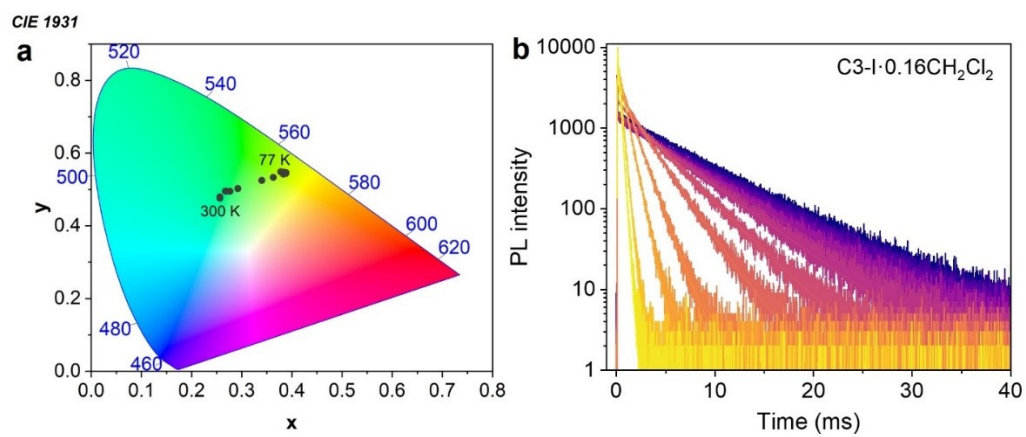 CIE 1931
a
520
0.8
540
560
0.6
77 K
500
580
y
300 K
0.4
600
620
0.2
480
460
0.0
0.0 0.1 0.2 0.3 0.4 0.5 0.6 0.7 0.8
x
b
10000
C3-I·0.16CH₂Cl₂
1000
PL intensity
100
10
1
0 10 20 30 40
Time (ms)